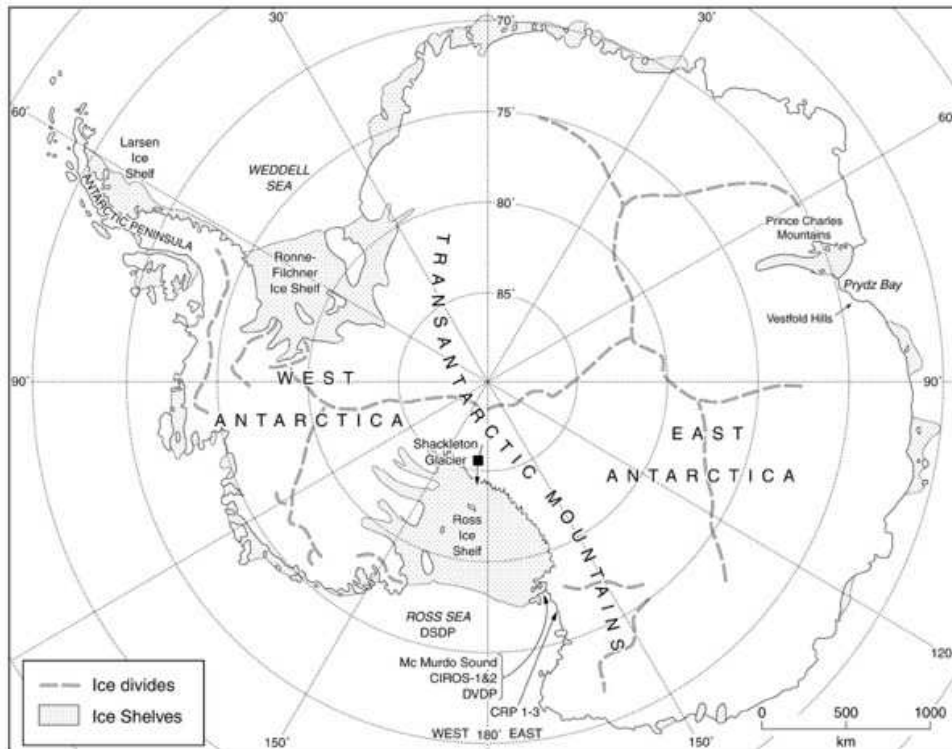 30˚
70˚
30˚
60˚
75˚
60˚
Larsen
Ice
Shelf
WEDDELL
SEA
80˚
ANTARCTIC PENINSULA
Prince Charles
Mountains
Ronne-
Filchner
Ice Shelf
85˚
Prydz Bay
Vestfold Hills
TRANSANTARCTIC MOUNTAINS
90˚
90˚
WEST
ANTARCTICA
EAST
ANTARCTICA
Shackleton
Glacier
Ross
Ice
Shelf
ROSS SEA
DSDP
Mc Murdo Sound
CIROS-1&2
DVDP
CRP 1-3
120˚
Ice divides
Ice Shelves
0 500 1000
km
150˚
WEST 180˚ EAST
150˚